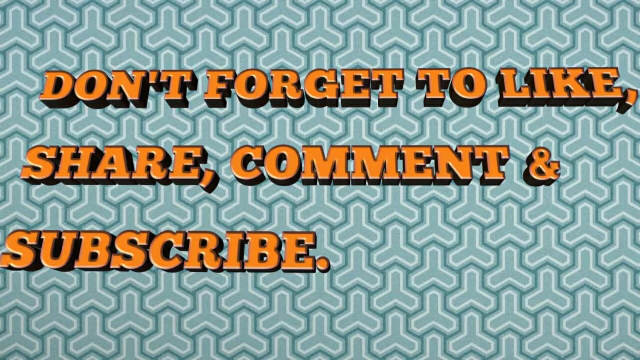 DON'T FORGET TO LIKE,
SHARE, COMMENT &
SUBSCRIBE.